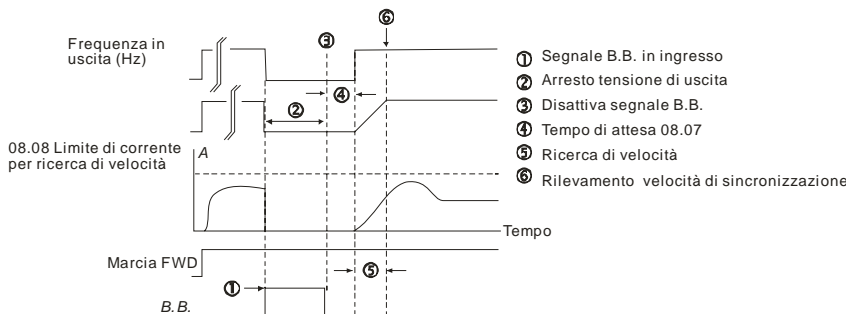 Frequenza in
uscita (Hz)
08.08 Limite di corrente
per ricerca di velocità
A
Tempo
Marcia FWD
B.B.
①
②
③
④
⑤
⑥
① Segnale B.B. in ingresso
② Arresto tensione di uscita
③ Disattiva segnale B.B.
④ Tempo di attesa 08.07
⑤ Ricerca di velocità
⑥ Rilevamento velocità di sincronizzazione